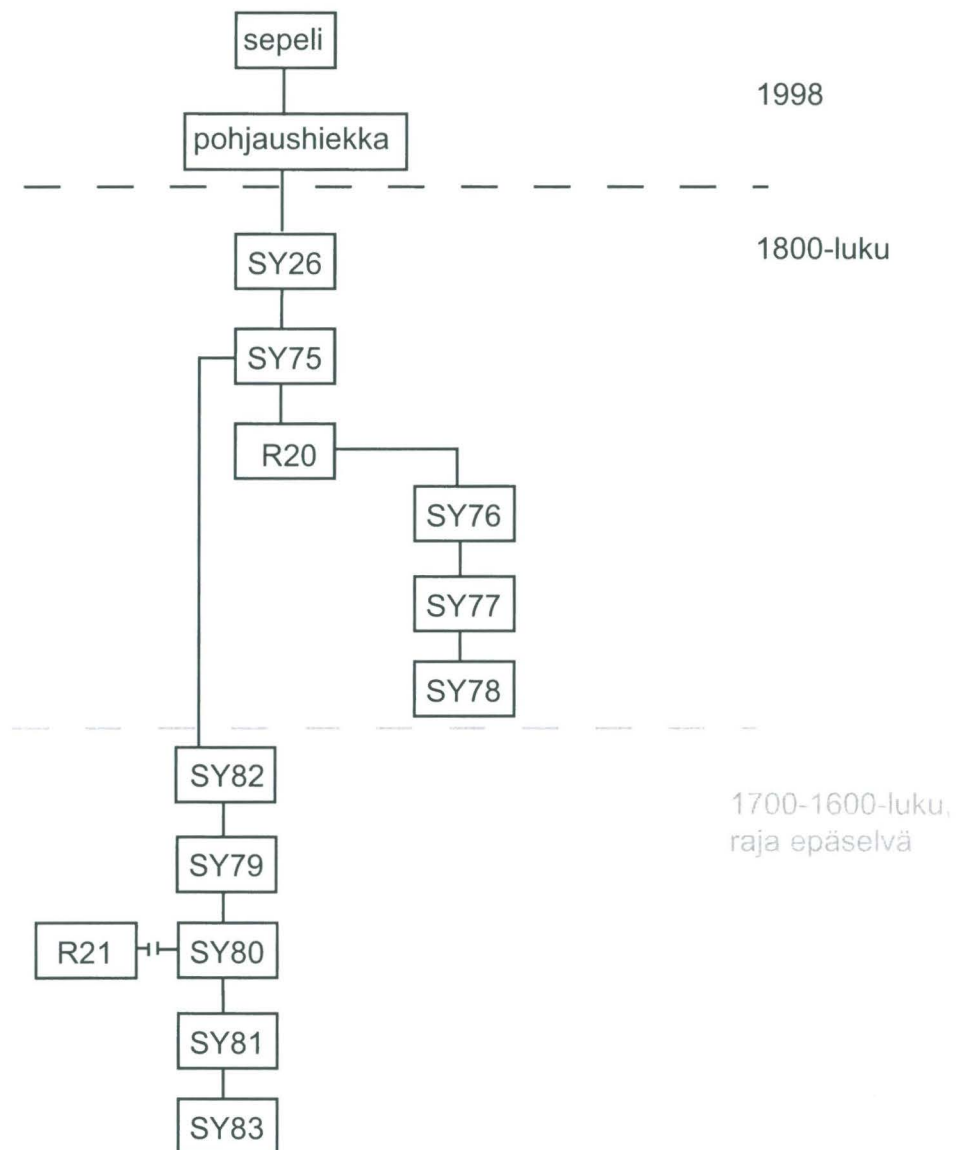 sepeli
1998
pohjaushiekka
1800-luku
SY26
SY75
R20
SY76
SY77
SY78
SY82
1700-1600-luku,
raja epäselvä
SY79
R21
SY80
SY81
SY83